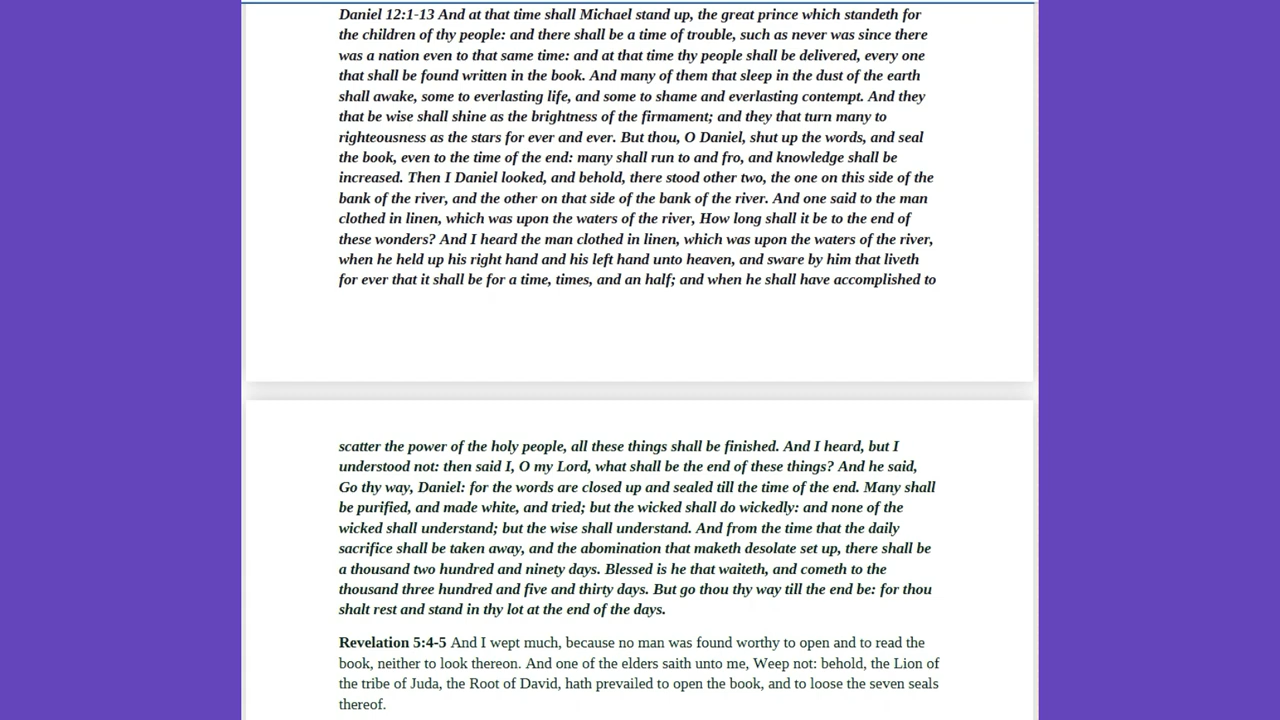 Daniel 12:1-13 And at that time shall Michael stand up, the great prince which standeth for
the children of thy people: and there shall be a time of trouble, such as never was since there
was a nation even to that same time: and at that time thy people shall be delivered, every one
that shall be found written in the book. And many of them that sleep in the dust of the earth
shall awake, some to everlasting life, and some to shame and everlasting contempt. And they
that be wise shall shine as the brightness of the firmament; and they that turn many to
righteousness as the stars for ever and ever. But thou, O Daniel, shut up the words, and seal
the book, even to the time of the end: many shall run to and fro, and knowledge shall be
increased. Then I Daniel looked, and behold, there stood other two, the one on this side of the
bank of the river, and the other on that side of the bank of the river. And one said to the man
clothed in linen, which was upon the waters of the river, How long shall it be to the end of
these wonders? And I heard the man clothed in linen, which was upon the waters of the river,
when he held up his right hand and his left hand unto heaven, and sware by him that liveth
for ever that it shall be for a time, times, and an half; and when he shall have accomplished to
scatter the power of the holy people, all these things shall be finished. And I heard, but I
understood not: then said I, O my Lord, what shall be the end of these things? And he said,
Go thy way, Daniel: for the words are closed up and sealed till the time of the end. Many shall
be purified, and made white, and tried; but the wicked shall do wickedly: and none of the
wicked shall understand; but the wise shall understand. And from the time that the daily
sacrifice shall be taken away, and the abomination that maketh desolate set up, there shall be
a thousand two hundred and ninety days. Blessed is he that waiteth, and cometh to the
thousand three hundred and five and thirty days. But go thou thy way till the end be: for thou
shalt rest and stand in thy lot at the end of the days.
Revelation 5:4-5 And I wept much, because no man was found worthy to open and to read the
book, neither to look thereon. And one of the elders saith unto me, Weep not: behold, the Lion of
the tribe of Juda, the Root of David, hath prevailed to open the book, and to loose the seven seals
thereof.